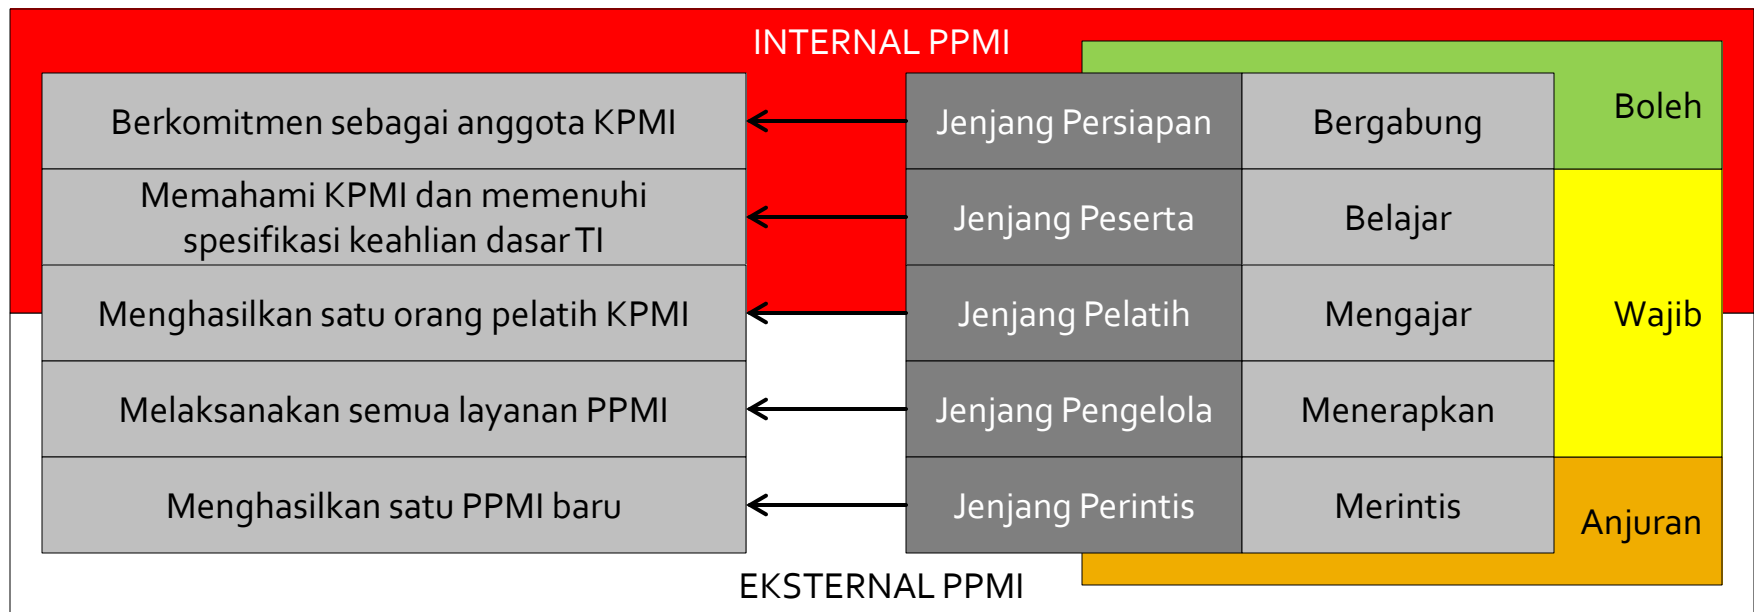 INTERNAL PPMI
Berkomitmen sebagai anggota KPMI
Jenjang Persiapan
Bergabung
Boleh
Memahami KPMI dan memenuhi
spesifikasi keahlian dasar TI
Jenjang Peserta
Belajar
Menghasilkan satu orang pelatih KPMI
Jenjang Pelatih
Mengajar
Wajib
Melaksanakan semua layanan PPMI
Jenjang Pengelola
Menerapkan
Menghasilkan satu PPMI baru
Jenjang Perintis
Merintis
Anjuran
EKSTERNAL PPMI